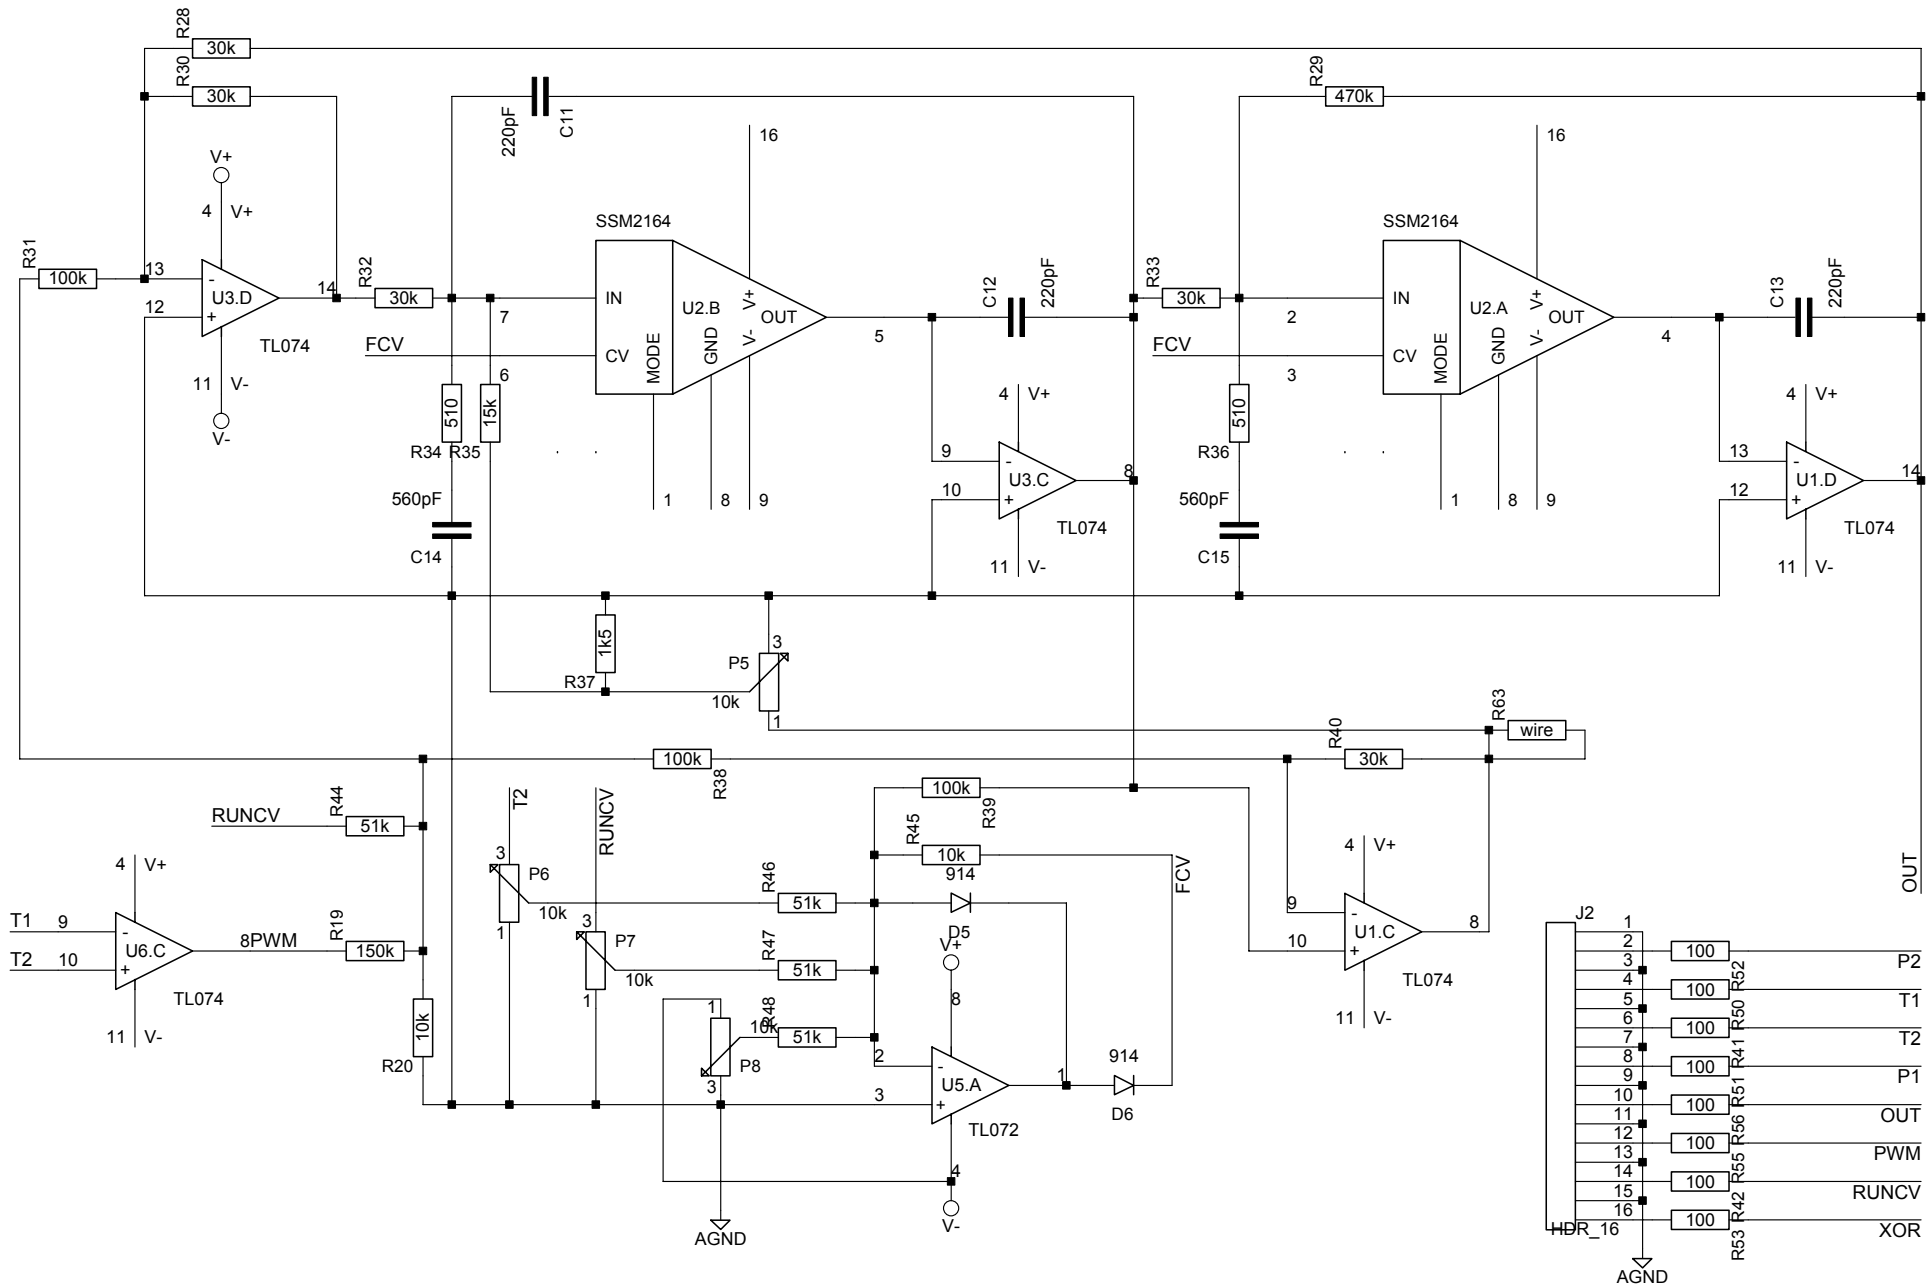 R28
30k
R30
30k
220pF
C11
R29
470k
16
16
V+
4 V+
SSM2164
SSM2164
R31
100k
13
12
-
+
U3.D
14
R32
30k
IN
U2.B
V+
OUT
C12
220pF
R33
30k
IN
U2.A
V+
OUT
C13
220pF
7
5
2
4
TL074
FCV
CV
MODE
GND
V-
FCV
CV
MODE
GND
V-
11 V-
6
3
V-
510
15k
R34
R35
4 V+
510
R36
4 V+
9
10
-
+
U3.C
8
13
12
-
+
U1.D
14
560pF
1
8
9
560pF
1
8
9
TL074
TL074
C14
C15
11 V-
11 V-
1k5
R37
3
P5
10k
1
R63
wire
R40
30k
100k
R38
T2
RUNCV
100k
R39
R44
RUNCV
51k
R45
10k
914
D5
FCV
4 V+
4 V+
3
P6
10k
1
R46
51k
OUT
T1 9
T2 10
-
+
U6.C
8PWM
R19
150k
3
P7
10k
1
R47
51k
V+
8
9
10
-
+
U1.C
8
TL074
TL074
11 V-
11 V-
10k
R20
1
10k
P8
3
R48
51k
2
3
-
+
U5.A
1
914
D6
TL072
4
V-
AGND
J2
1
2
100
R52
P2
3
4
100
R50
T1
5
6
100
R41
T2
7
8
100
R51
P1
9
10
100
R56
OUT
11
12
100
R55
PWM
13
14
100
R42
RUNCV
15
16
100
R53
XOR
HDR_16
AGND